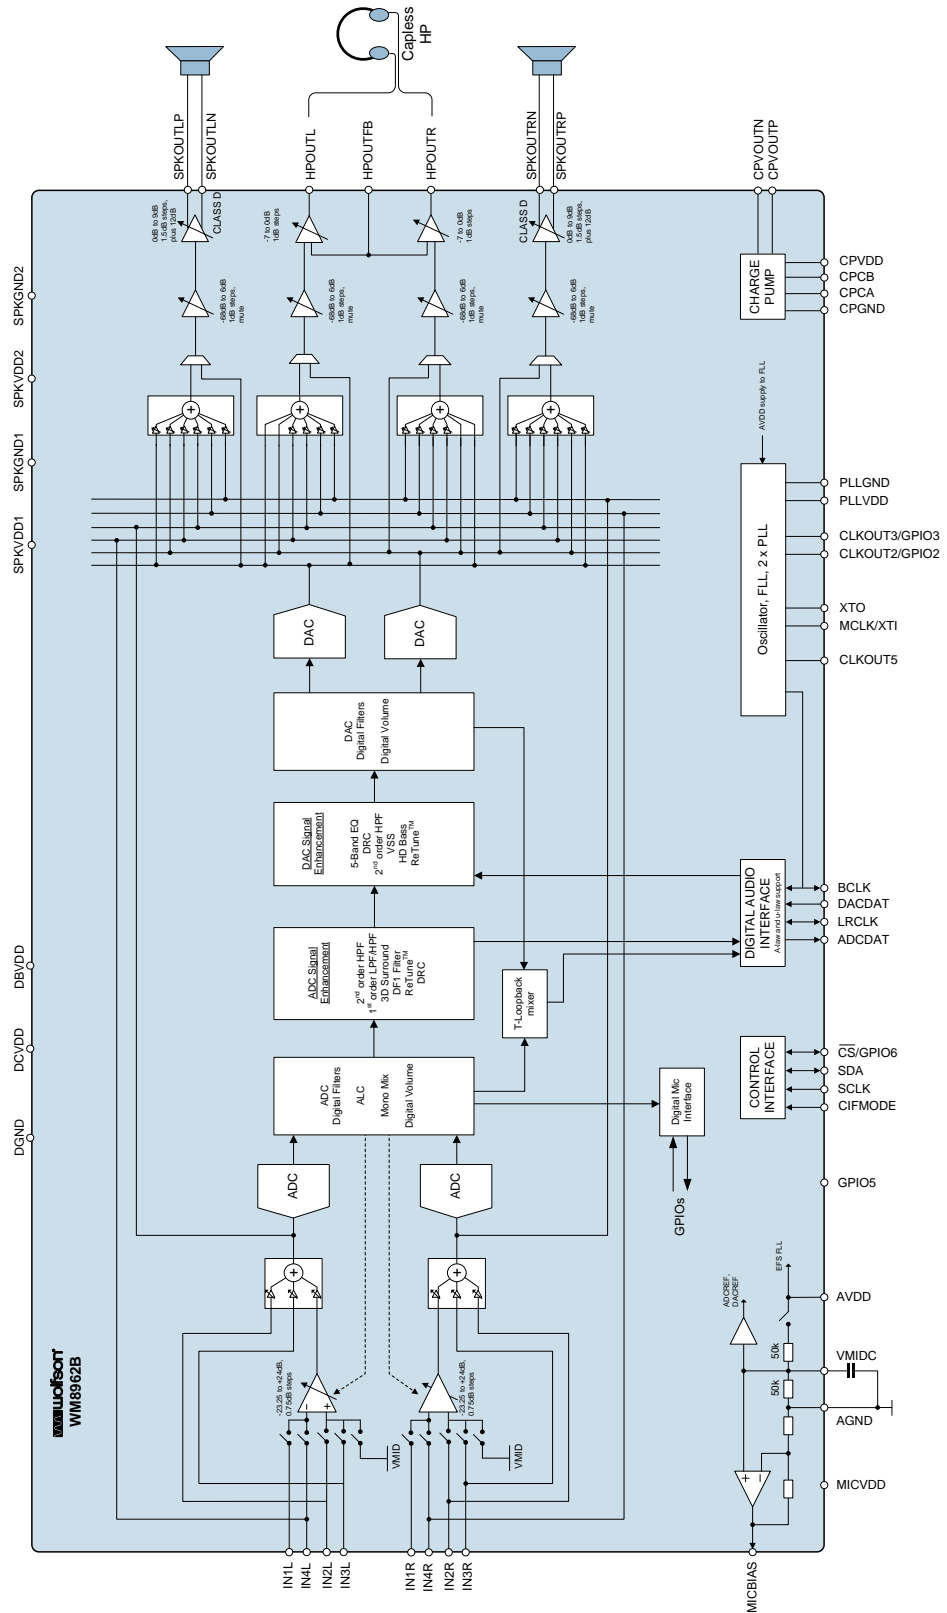 wolfson
WM8962B
SPKVDD1
SPKGND1
SPKVDD2
SPKGND2
DGND
DCVDD
DBVDD
IN1L
IN4L
IN2L
IN3L
IN1R
IN4R
IN2R
IN3R
MICBIAS
VMID
VMID
-23.25 to +24dB,
0.75dB steps
-23.25 to +24dB,
0.75dB steps
+
−
+
−
+
+
ADC
ADC
ADC
Digital Filters
ALC
Mono Mix
Digital Volume
ADC Signal
Enhancement
2nd order HPF
1st order LPF/HPF
3D Surround
DF1 Filter
ReTune™
DRC
DAC Signal
Enhancement
5-Band EQ
DRC
2nd order HPF
VSS
HD Bass
ReTune™
DAC
Digital Filters
Digital Volume
DAC
DAC
T-Loopback
mixer
Digital Mic
Interface
GPIOs
+
+
+
+
-68dB to 6dB
1dB steps,
mute
-68dB to 6dB
1dB steps,
mute
-68dB to 6dB
1dB steps,
mute
-68dB to 6dB
1dB steps,
mute
0dB to 9dB
1.5dB steps,
plus 12dB
CLASS D
-7 to 0dB
1dB steps
-7 to 0dB
1dB steps
CLASS D
0dB to 9dB
1.5dB steps,
plus 12dB
SPKOUTLP
SPKOUTLN
HPOUTL
HPOUTFB
HPOUTR
SPKOUTRN
SPKOUTRP
Capless
HP
CPVOUTN
CPVOUTP
CHARGE
PUMP
CPVDD
CPCB
CPCA
CPGND
AVDD supply to FLL
Oscillator, FLL, 2 x PLL
PLLGND
PLLVDD
CLKOUT3/GPIO3
CLKOUT2/GPIO2
XTO
MCLK/XTI
CLKOUT5
DIGITAL AUDIO
INTERFACE
A-law and u-law support
BCLK
DACDAT
LRCLK
ADCDAT
CONTROL
INTERFACE
CS/GPIO6
SDA
SCLK
CIFMODE
GPIO5
ADCREF,
DACREF
EFS FLL
50k
50k
AVDD
VMIDC
AGND
MICVDD